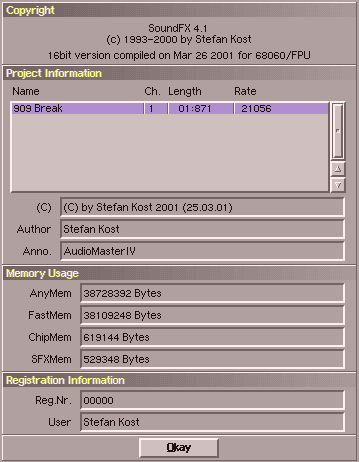 Copyright
SoundFX 4.1
(c) 1993-2000 by Stefan Kost
16bit version compiled on Mar 26 2001 for 68060/FPU
Project Information
Name Ch. Length Rate
909 Break 1 01:871 21056
(C) (C) by Stefan Kost 2001 (25.03.01)
Author Stefan Kost
Anno. AudioMasterIV
Memory Usage
AnyMem 38728392 Bytes
FastMem 38109248 Bytes
ChipMem 619144 Bytes
SFXMem 529348 Bytes
Registration Information
Reg.Nr. 00000
User Stefan Kost
Okay